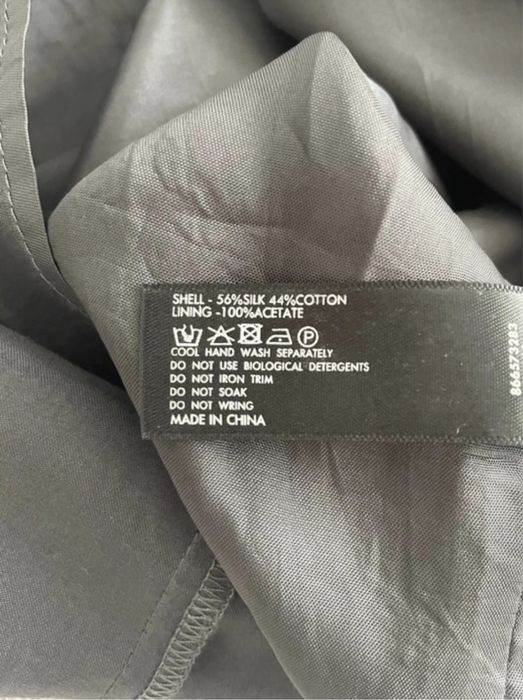 SHELL - 56%SILK 44%COTTON
LINING -100%ACETATE
P
COOL HAND WASH SEPARATELY
DO NOT USE BIOLOGICAL DETERGENTS
DO NOT IRON TRIM
DO NOT SOAK
DO NOT WRING
MADE IN CHINA
866573283